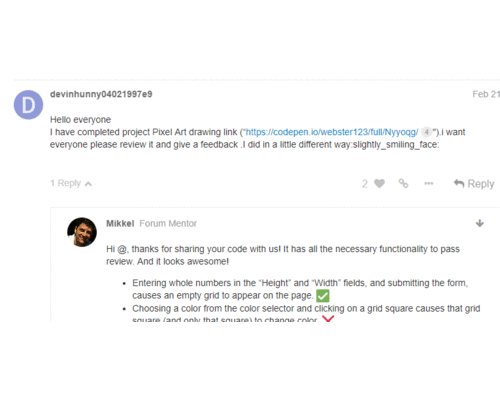 D
devinhunny04021997e9
Feb 21
Hello everyone
I have completed project Pixel Art drawing link ("https://codepen.io/webster123/full/Nyyoqg/ 4").i want
everyone please review it and give a feedback .I did in a little different way:slightly_smiling_face:
1 Reply
2
Reply
Mikkel Forum Mentor
Hi @, thanks for sharing your code with us! It has all the necessary functionality to pass
review. And it looks awesome!
• Entering whole numbers in the “Height” and “Width” fields, and submitting the form,
causes an empty grid to appear on the page. ✅
• Choosing a color from the color selector and clicking on a grid square causes that grid
square (and only that square) to change color. ❌